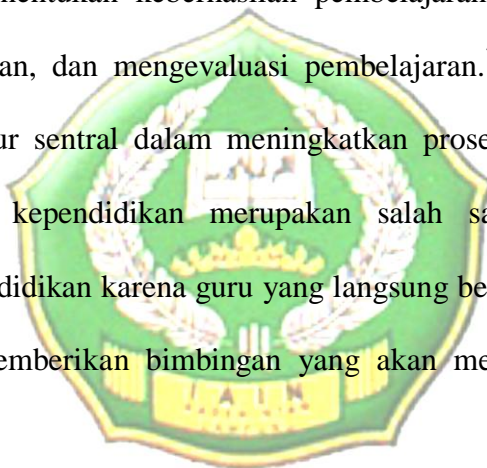 mentukan keberhasilan pembelajaran
an, dan mengevaluasi pembelajaran.
ur sentral dalam meningkatkan prose
kependidikan merupakan salah sa
didikan karena guru yang langsung be
emberikan bimbingan yang akan me
I A I N